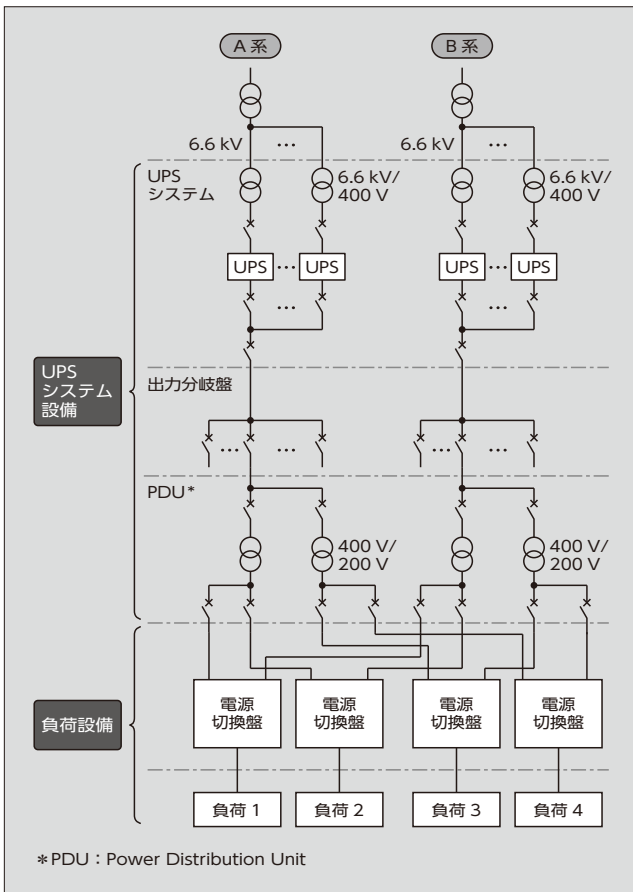 A 系
B 系
6.6 kV
…
6.6 kV
…
UPS
システム
6.6 kV/
400 V
6.6 kV/
400 V
UPS
…
UPS
UPS
…
UPS
…
…
UPS
システム
設備
出力分岐盤
…
…
…
…
PDU*
400 V/
200 V
400 V/
200 V
負荷設備
電源
切換盤
電源
切換盤
電源
切換盤
電源
切換盤
負荷 1
負荷 2
負荷 3
負荷 4
*PDU：Power Distribution Unit